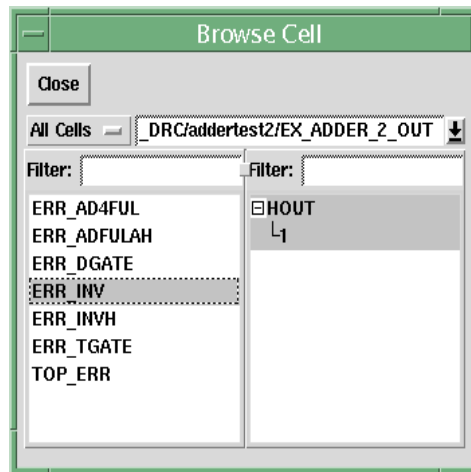 Browse Cell
Close
All Cells _DRC/addertest2/EX_ADDER_2_OUT
Filter: Filter:
ERR_AD4FUL
ERR_ADFULAH
ERR_DGATE
ERR_INV
ERR_INVH
ERR_TGATE
TOP_ERR
HOUT
1